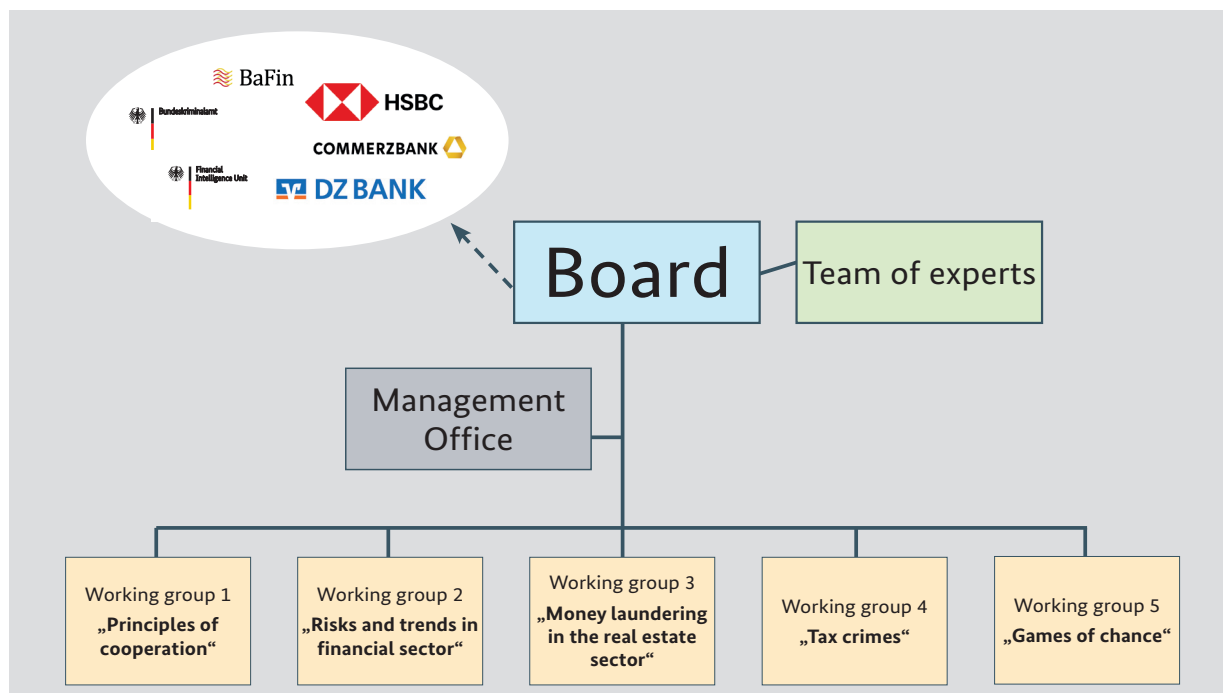 BaFin
Bundeskriminalamt
HSBC
COMMERZBANK
Financial
Intelligence Unit
DZ BANK
Board
Team of experts
Management
Office
Working group 1
„Principles of
cooperation“
Working group 2
„Risks and trends in
financial sector“
Working group 3
„Money laundering
in the real estate
sector“
Working group 4
„Tax crimes“
Working group 5
„Games of chance“